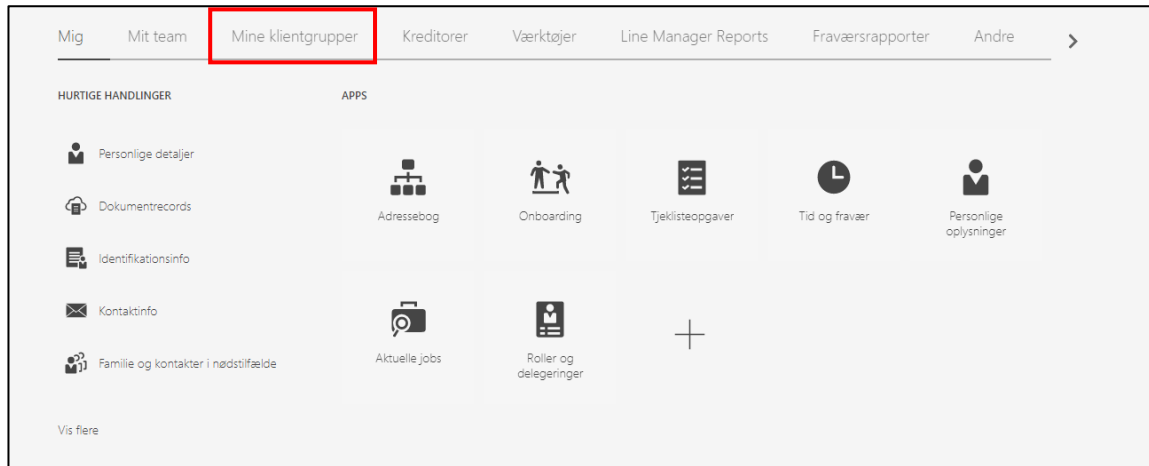 Mig Mit team Mine klientgrupper Kreditorer Værktøjer Line Manager Reports Fraværsrapporter Andre
HURTIGE HANDLINGER
Personlige detaljer
Dokumentrecords
Identifikationsinfo
Kontaktinfo
Familie og kontakter i nødstilfælde
Vis flere
APPS
Adressebog
Onboarding
Tjeklisteopgaver
Tid og fravær
Personlige
oplysninger
Aktuelle jobs
Roller og
delegeringer